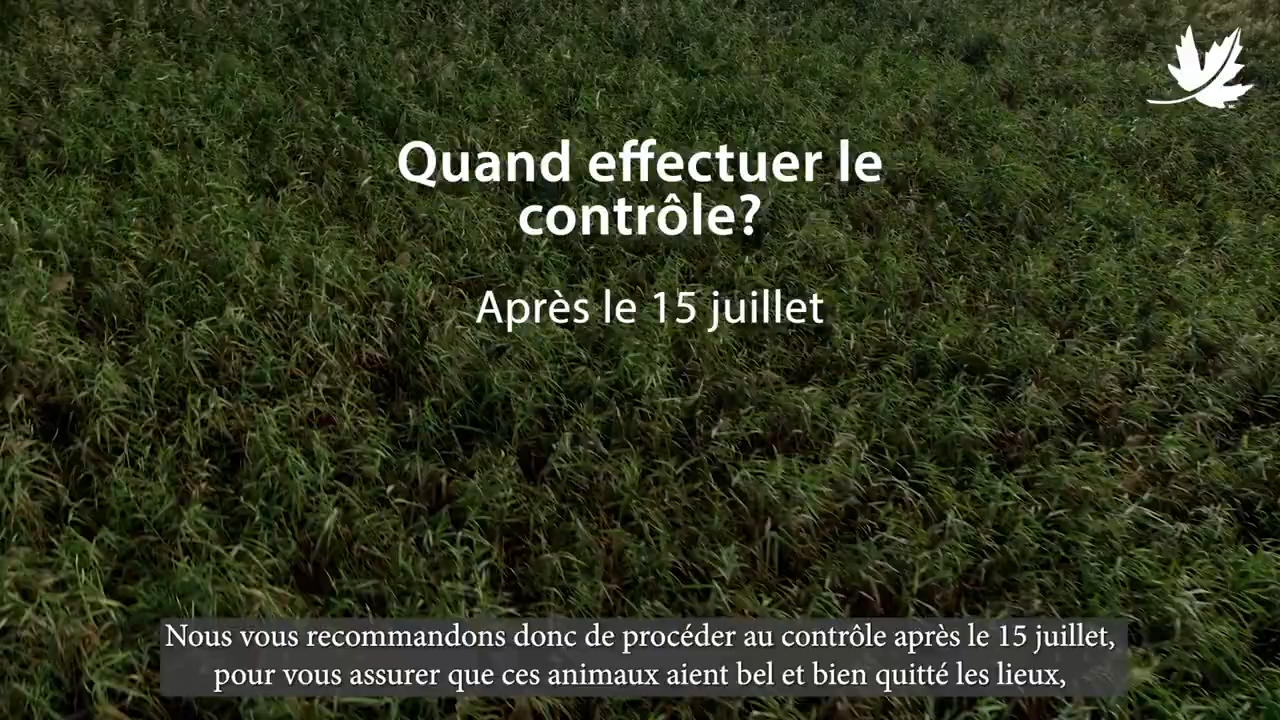 Quand effectuer le
contrôle?
Après le 15 juillet
Nous vous recommandons donc de procéder au contrôle après le 15 juillet,
pour vous assurer que ces animaux aient bel et bien quitté les lieux,